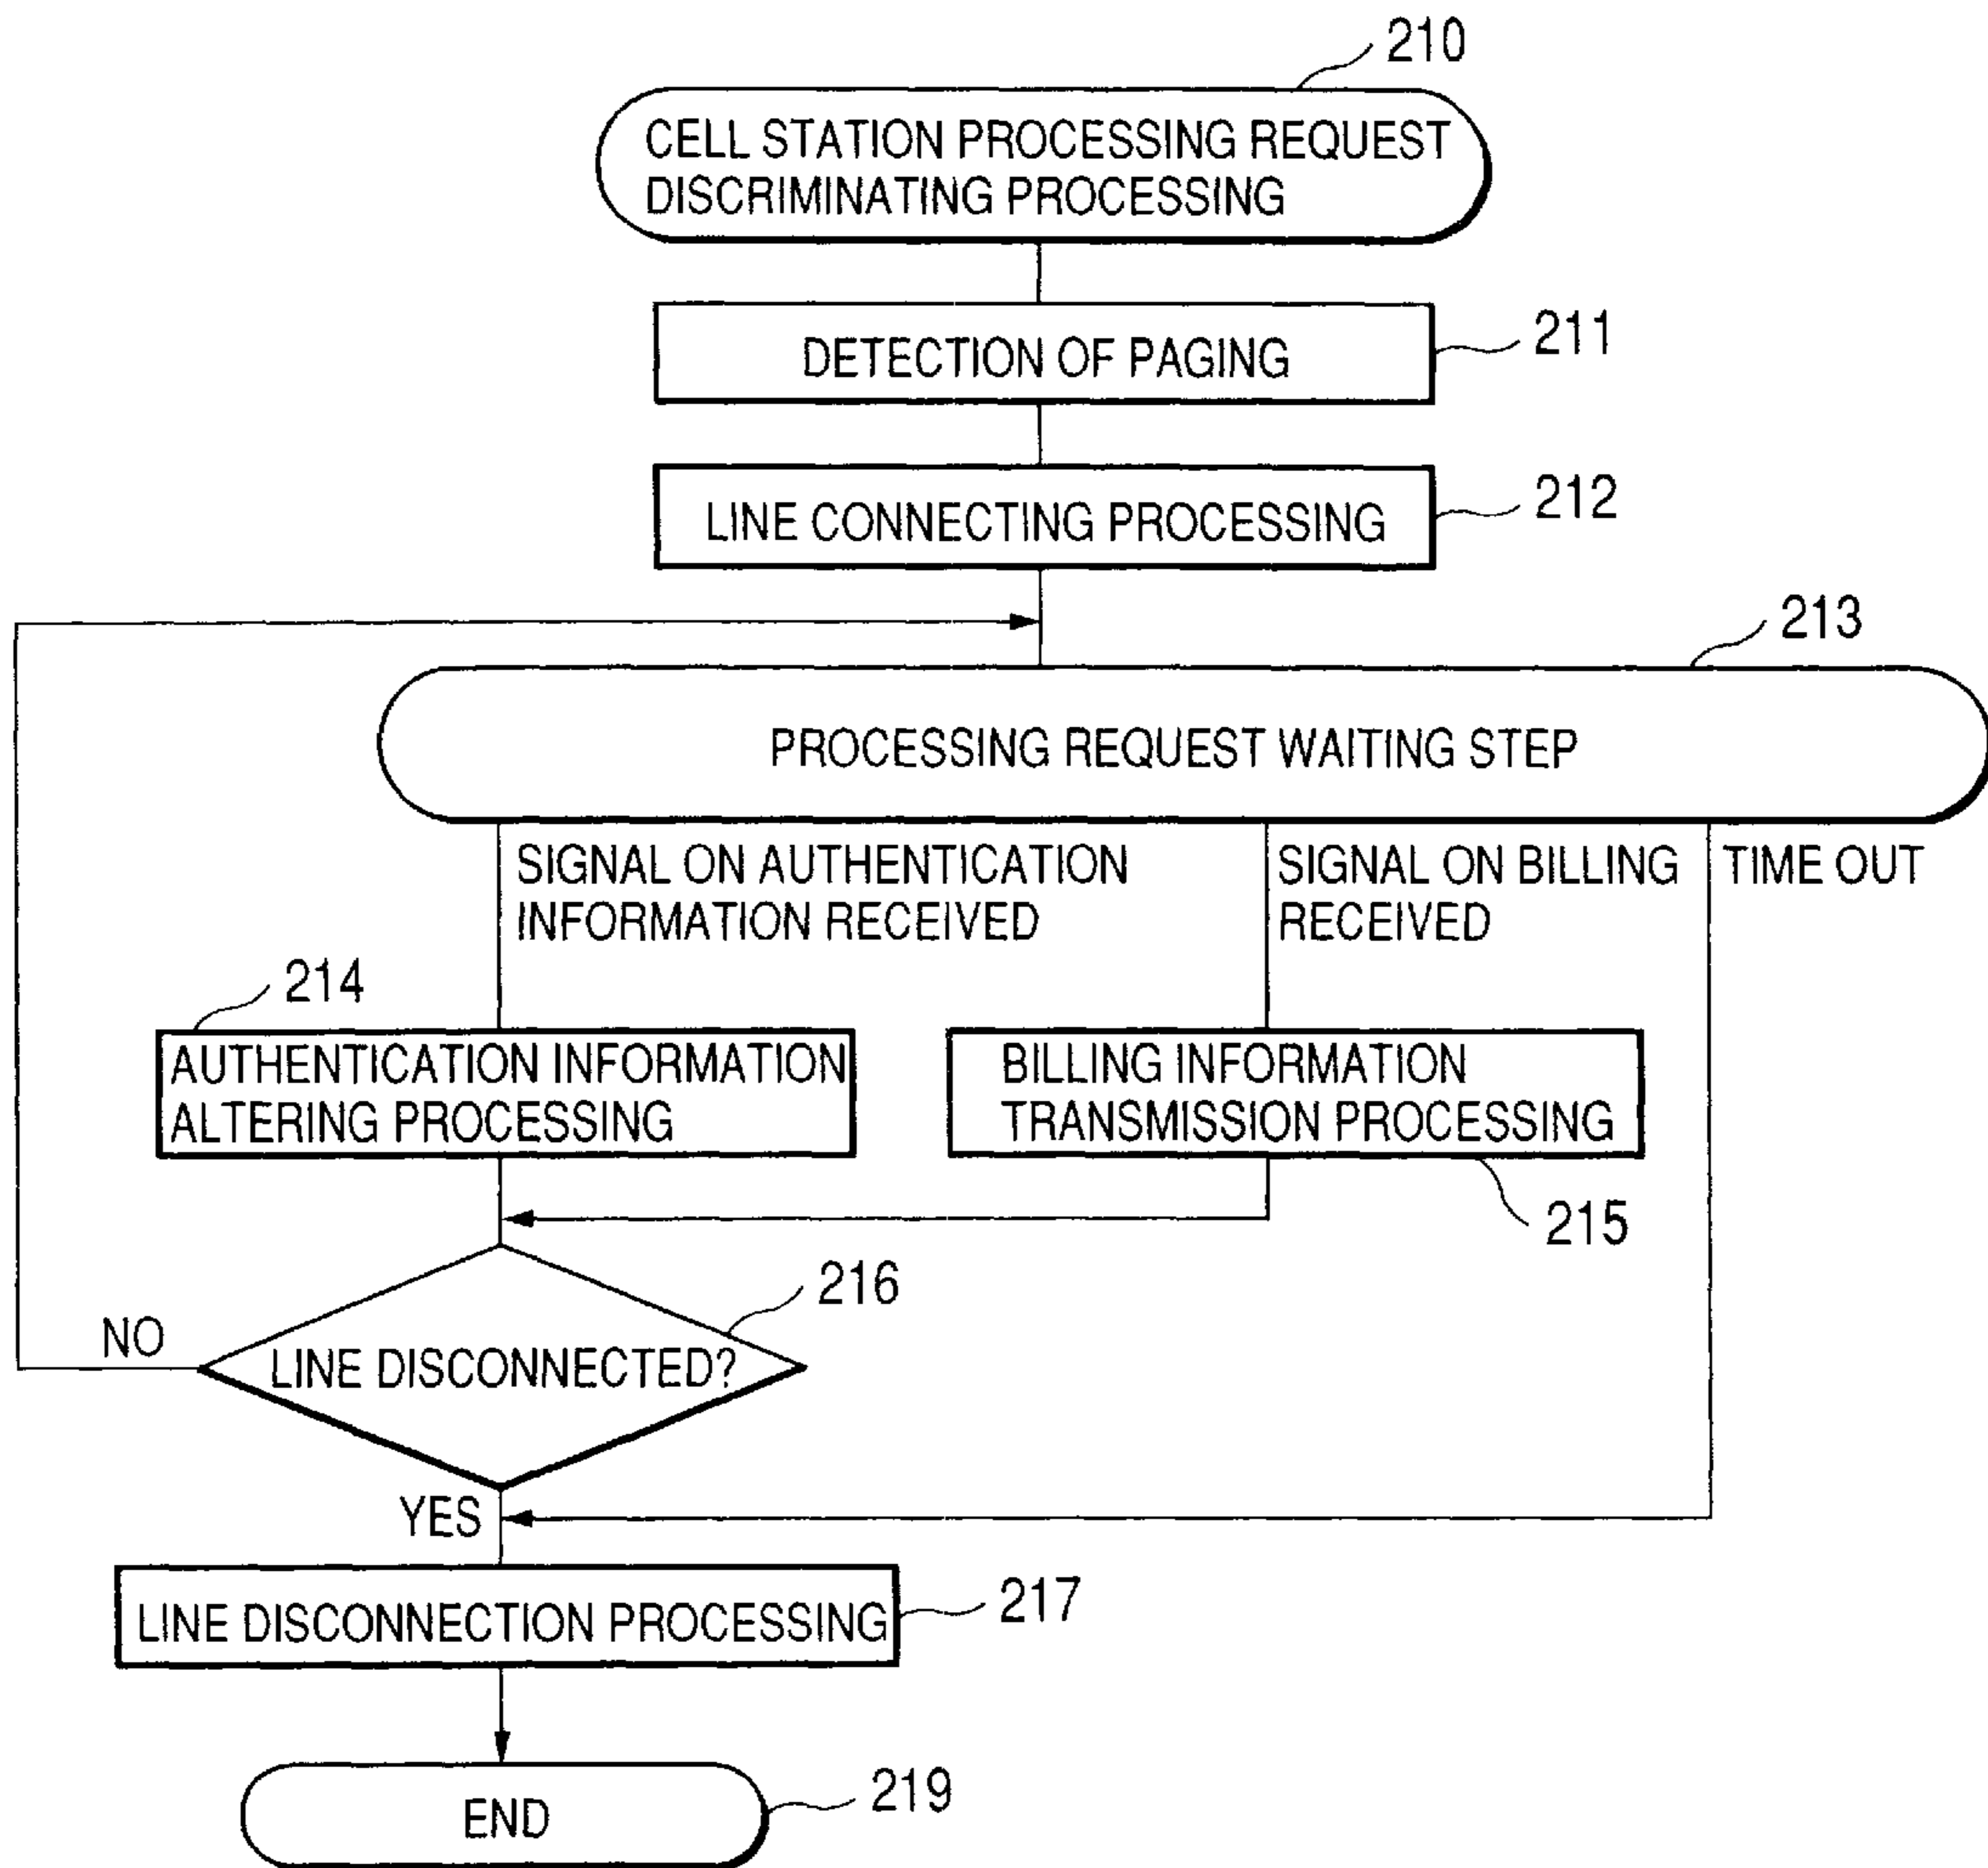 210
CELL STATION PROCESSING REQUEST
DISCRIMINATING PROCESSING
DETECTION OF PAGING
211
LINE CONNECTING PROCESSING
212
213
PROCESSING REQUEST WAITING STEP
SIGNAL ON AUTHENTICATION
INFORMATION RECEIVED
SIGNAL ON BILLING
RECEIVED
TIME OUT
214
AUTHENTICATION INFORMATION
ALTERING PROCESSING
BILLING INFORMATION
TRANSMISSION PROCESSING
215
216
NO
LINE DISCONNECTED?
YES
LINE DISCONNECTION PROCESSING
217
END
219